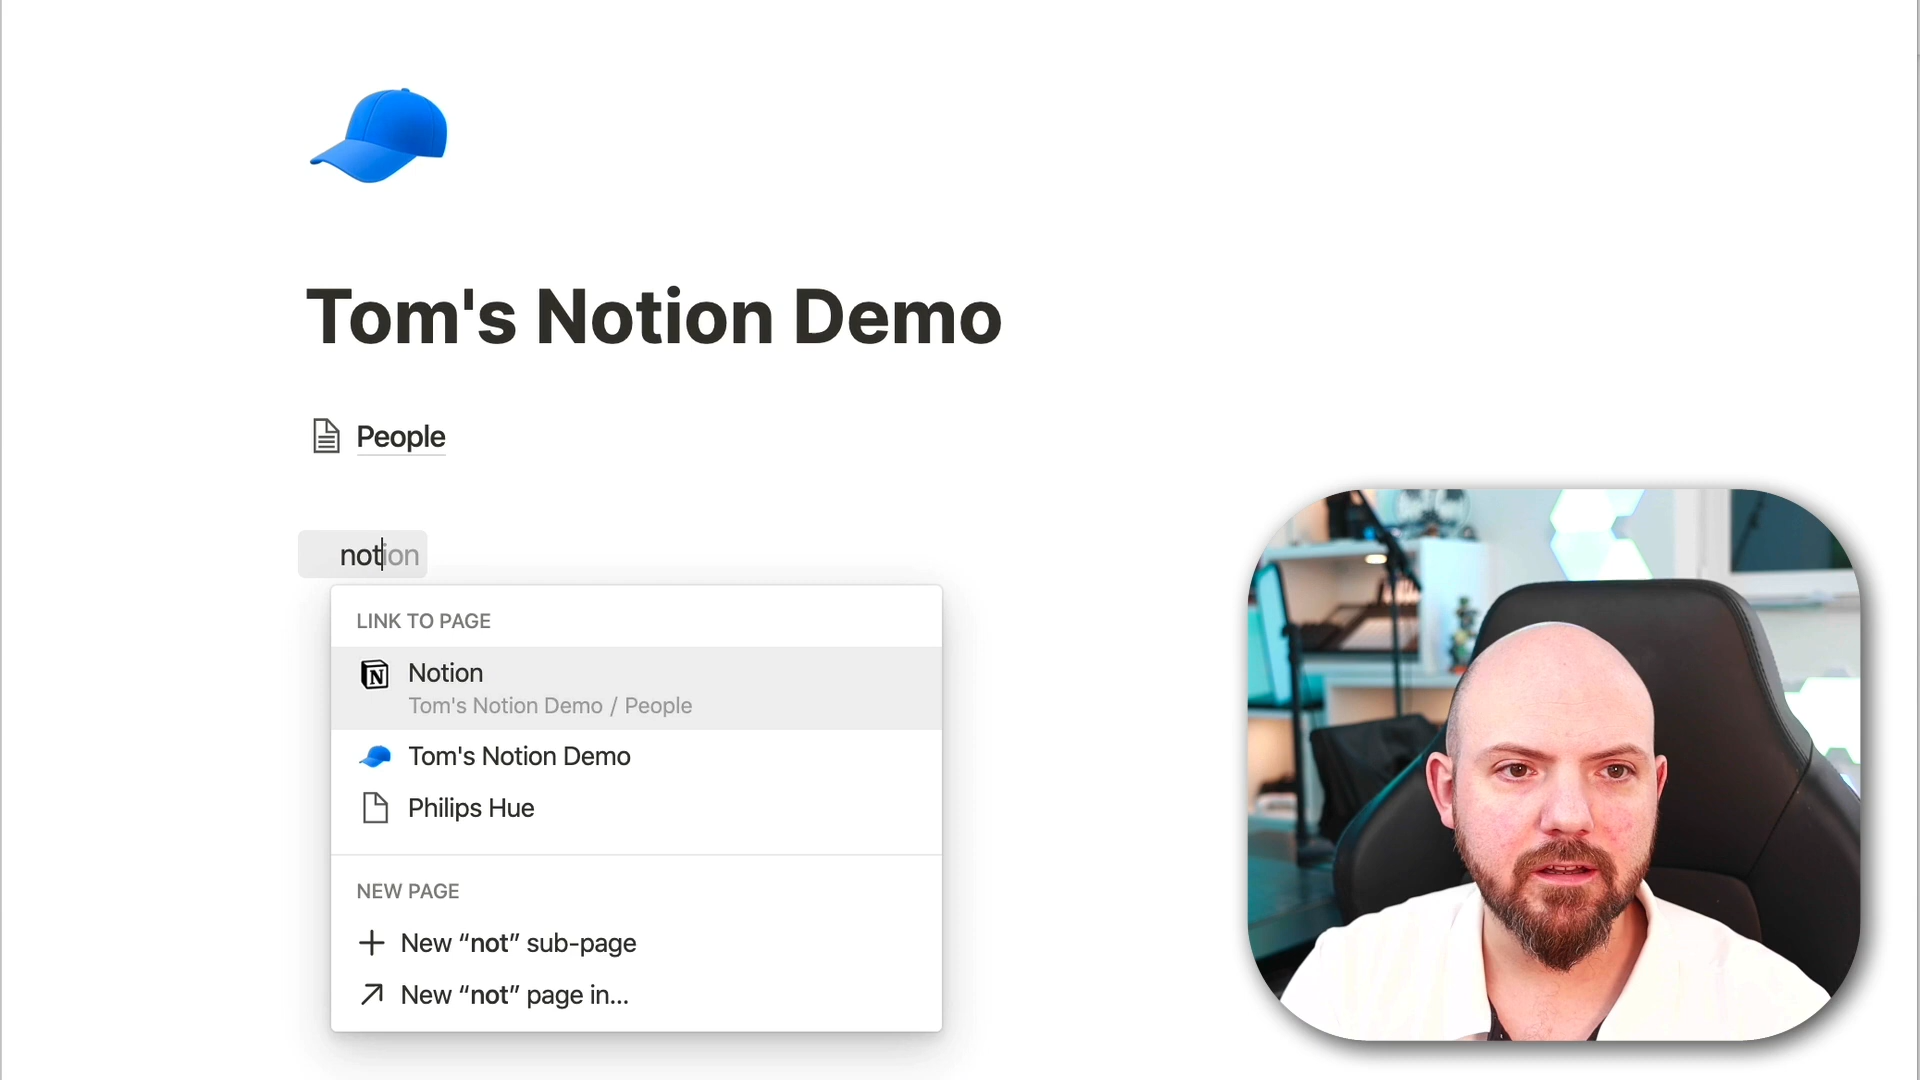 Tom's Notion Demo
People
notion
LINK TO PAGE
Notion
Tom's Notion Demo / People
Tom's Notion Demo
Philips Hue
NEW PAGE
New “not” sub-page
New “not” page in...